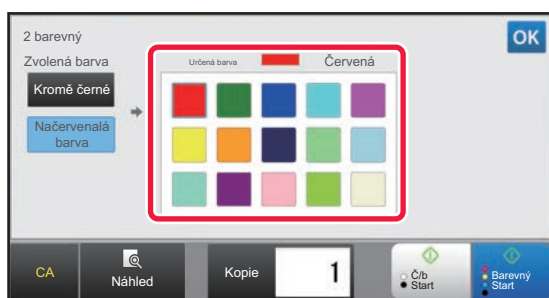 2 barevný
OK
Zvolená barva
Určená barva
Červená
Kromě černé
Načervenalá
barva
CA
Náhled
Kopie
1
Č/b
Start
Barevný
Start